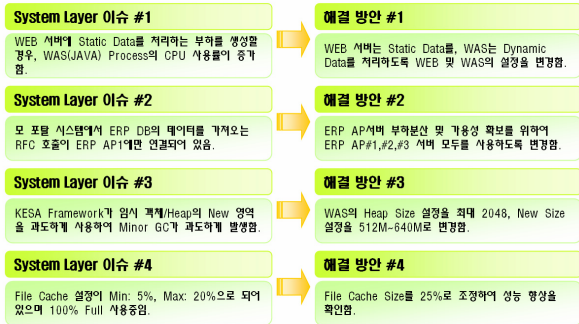 System Layer 이슈 #1
WEB 서버에 Static Data를 처리하는 부하를 생성할
경우, WAS(JAVA) Process의 CPU 사용률이 증가
함.
해결 방안 #1
WEB 서버는 Static Data를, WAS는 Dynamic
Data를 처리하도록 WEB 및 WAS의 설정을 변경함.
System Layer 이슈 #2
모 포탈 시스템에서 ERP DB의 데이터를 가져오는
RFC 호출이 ERP AP1에만 연결되어 있음.
해결 방안 #2
ERP AP서버 부하분산 및 가용성 확보를 위하여
ERP AP#1,#2,#3 서버 모두를 사용하도록 변경함.
System Layer 이슈 #3
KESA Framework가 임시 객체/Heap의 New 영역
을 과도하게 사용하여 Minor GC가 과도하게 발생함.
해결 방안 #3
WAS의 Heap Size 설정을 최대 2048, New Size
설정을 512M~640M로 변경함.
System Layer 이슈 #4
File Cache 설정이 Min: 5%, Max: 20%으로 되어
있으며 100% Full 사용중임.
해결 방안 #4
File Cache Size를 25%로 조정하여 성능 향상을
확인함.